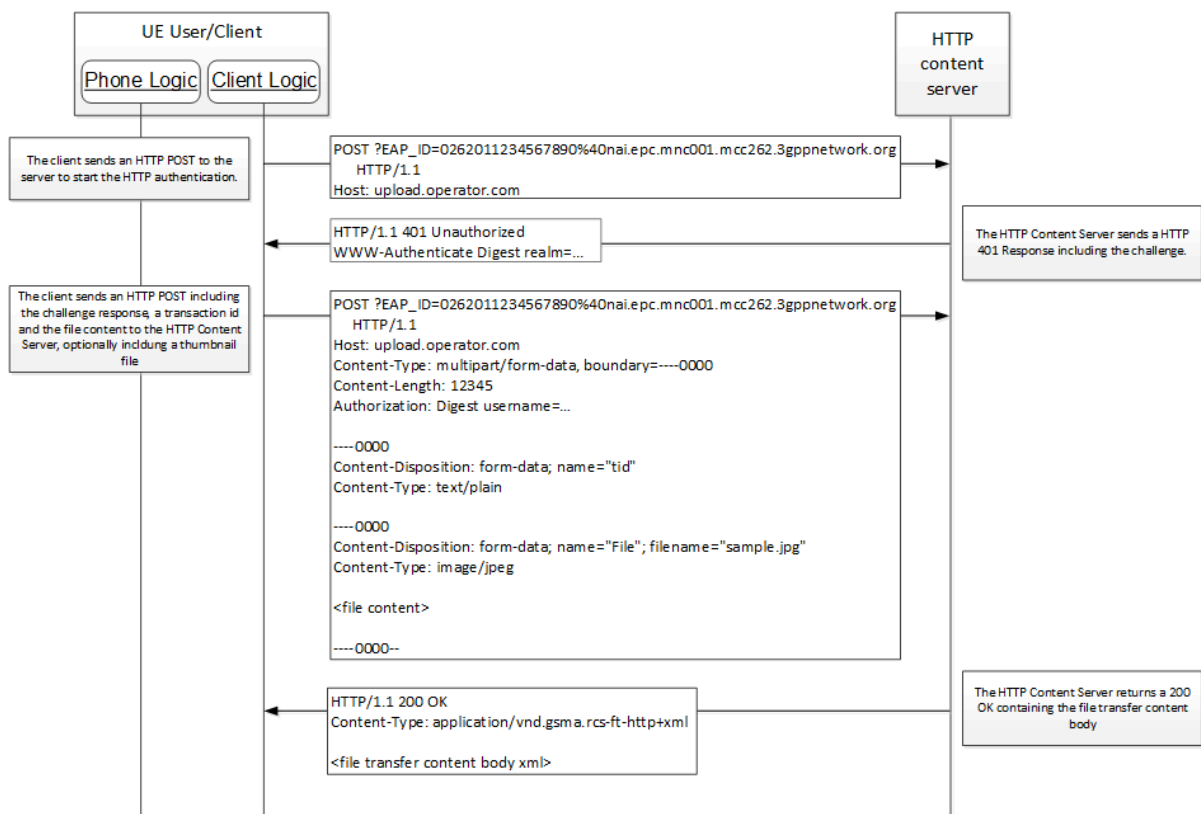 UE User/Client
Phone Logic
Client Logic
HTTP
content
server
The client sends an HTTP POST to the
server to start the HTTP authentication.
POST ?EAP_ID=0262011234567890%40nai.epc.mnc001.mcc262.3gppnetwork.org
HTTP/1.1
Host: upload.operator.com
HTTP/1.1 401 Unauthorized
WWW-Authenticate Digest realm=...
The HTTP Content Server sends a HTTP
401 Response including the challenge.
The client sends an HTTP POST including
the challenge response, a transaction id
and the file content to the HTTP Content
Server, optionally incldung a thumbnail
file
POST ?EAP_ID=0262011234567890%40nai.epc.mnc001.mcc262.3gppnetwork.org
HTTP/1.1
Host: upload.operator.com
Content-Type: multipart/form-data, boundary=----0000
Content-Length: 12345
Authorization: Digest username=...
----0000
Content-Disposition: form-data; name="tid"
Content-Type: text/plain
----0000
Content-Disposition: form-data; name="File"; filename="sample.jpg"
Content-Type: image/jpeg
<file content>
----0000--
HTTP/1.1 200 OK
Content-Type: application/vnd.gsma.rcs-ft-http+xml
<file transfer content body xml>
The HTTP Content Server returns a 200
OK containing the file transfer content
body